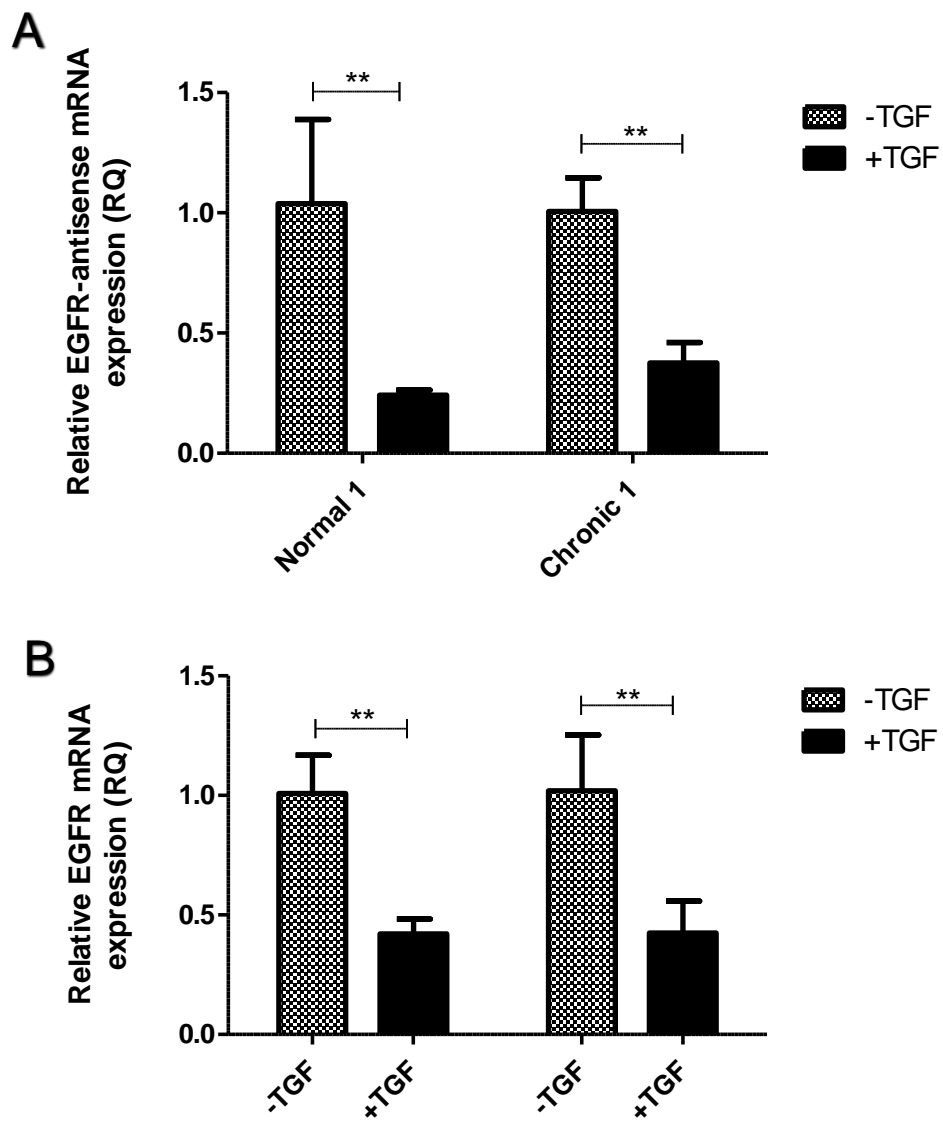 A
Relative EGFR-antisense mRNA
expression (RQ)
1.5
1.0
0.5
0.0
**
**
-TGF
+TGF
Normal 1
Chronic 1
B
Relative EGFR mRNA
expression (RQ)
1.5
1.0
0.5
0.0
**
**
-TGF
+TGF
-TGF
+TGF
-TGF
+TGF